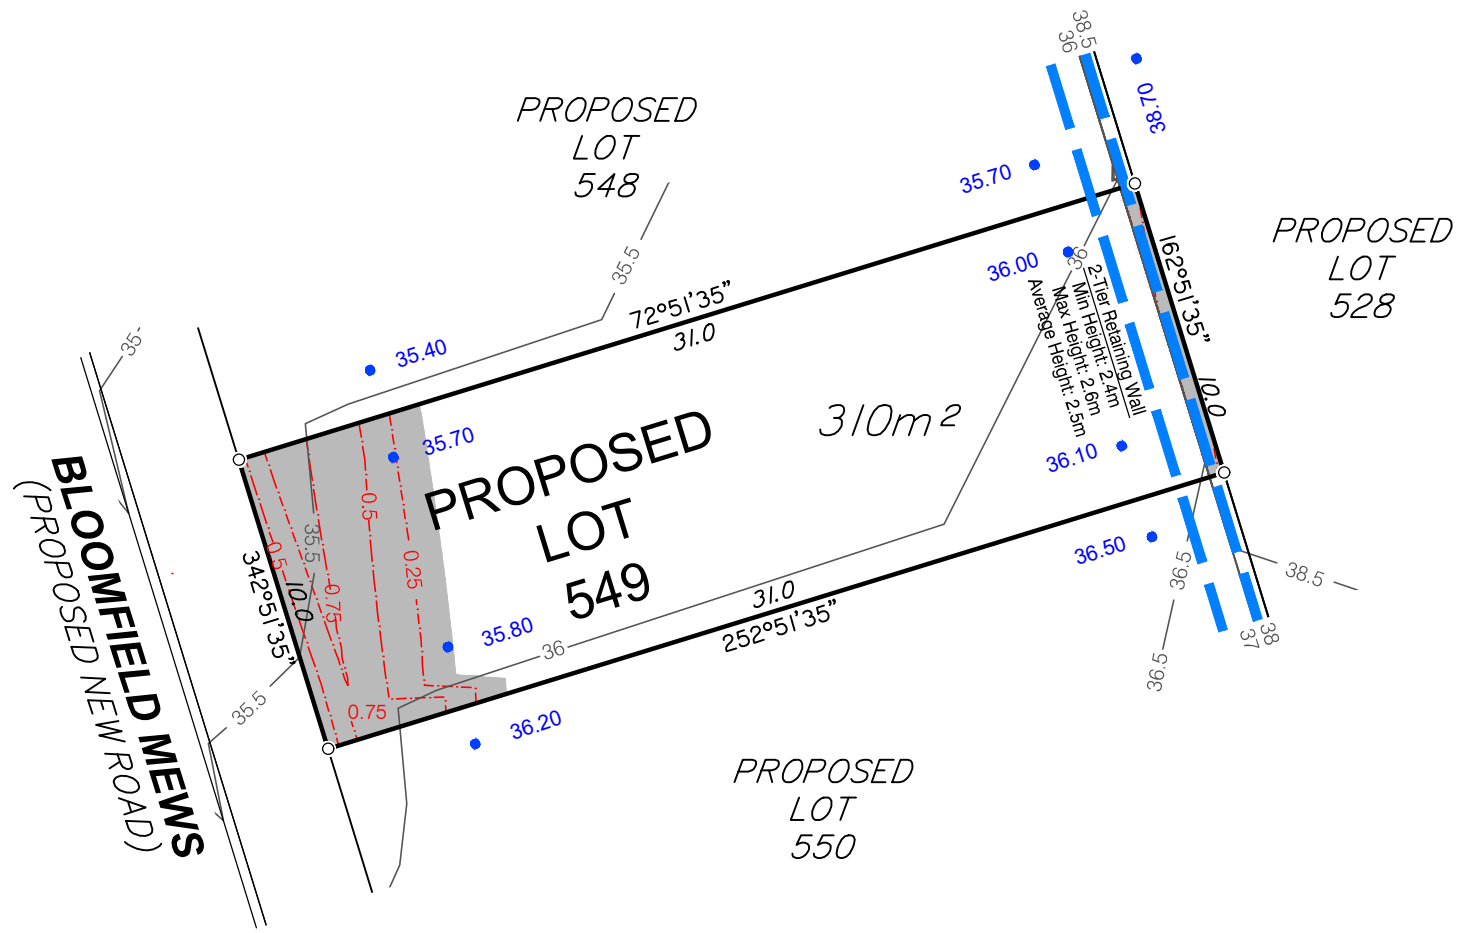 38.5
36
38.70
PROPOSED
LOT
548
35.70
PROPOSED
LOT
528
35.5
36.00
36
162°51'35"
10.0
2-Tier Retaining Wall
Min Height: 2.4m
Max Height: 2.6m
Average Height: 2.5m
72°51'35"
31.0
35-
35.40
35.70
310m²
PROPOSED
LOT
549
36.10
0.5
0.25
35.5
0.5
0.75
342°51'35"
10.0
BLOOMFIELD MEWS
(PROPOSED NEW ROAD)
36.50
36.5
38.5
31.0
252°51'35"
35.80
36
38
37
36.5
35.5
0.75
36.20
PROPOSED
LOT
550